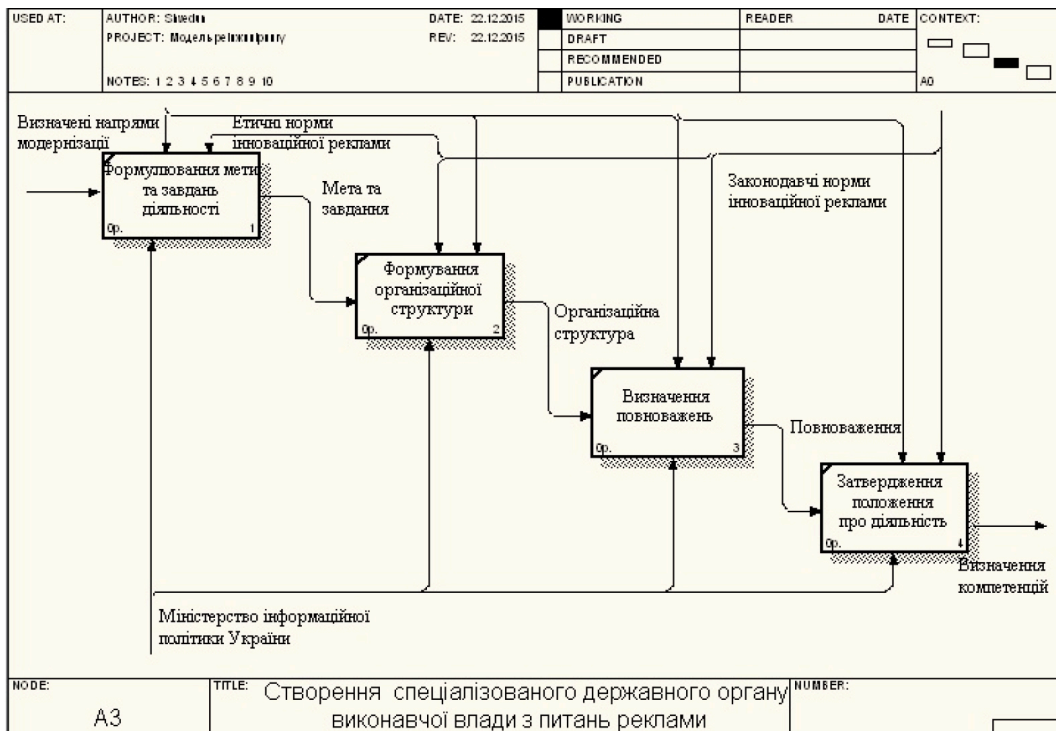 USED AT:
AUTHOR: Shvedun
DATE: 22.12.2015
PROJECT: Модель реінжинірингу
REV: 22.12.2015
NOTES: 1 2 3 4 5 6 7 8 9 10
WORKING
DRAFT
RECOMMENDED
PUBLICATION
READER
DATE
CONTEXT:
A0
Визначені напрями
модернізації
Етичні норми
інноваційної реклами
Формулювання мети
та завдань
діяльності
0р.
1
Мета та
завдання
Законодавчі норми
інноваційної реклами
Формування
організаційної
структури
0р.
2
Організаційна
структура
Визначення
повноважень
0р.
3
Повноваження
Затвердження
положення
про діяльність
0р.
4
Визначення
компетенцій
Міністерство інформаційної
політики України
NODE:
A3
TITLE:
Створення спеціалізованого державного органу
виконавчої влади з питань реклами
NUMBER: